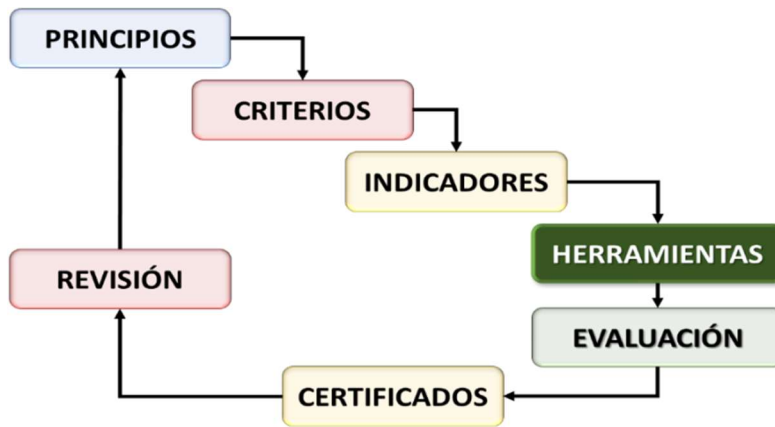 PRINCIPIOS
CRITERIOS
INDICADORES
HERRAMIENTAS
REVISIÓN
EVALUACIÓN
CERTIFICADOS